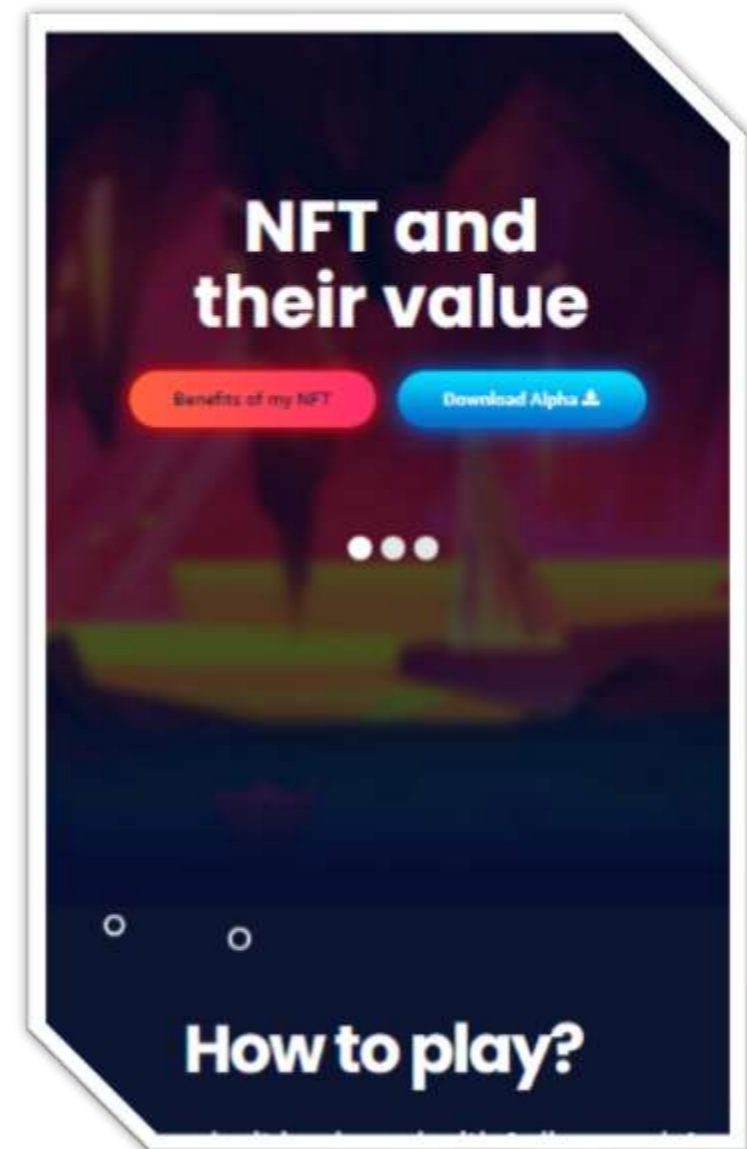 NFT and
their value
Benefits of my NFT
Download Alpha
How to play?